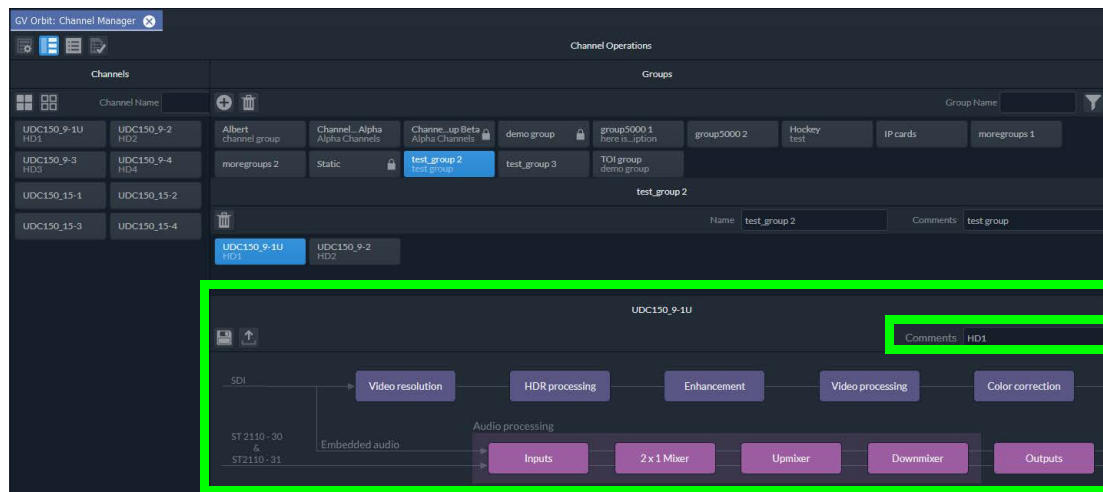 GV Orbit: Channel Manager
Channel Operations
Channels
Groups
Channel Name
Group Name
UDC150_9-1U
HD1
UDC150_9-2
HD2
UDC150_9-3
HD3
UDC150_9-4
HD4
UDC150_15-1
UDC150_15-2
UDC150_15-3
UDC150_15-4
Albert
channel group
Channel... Alpha
Alpha Channels
Channe...up Beta
Alpha Channels
demo group
group5000 1
here is...iption
group5000 2
Hockey
test
IP cards
moregroups 1
moregroups 2
Static
test_group 2
test group
test_group 3
TOI group
demo group
test_group 2
Name test_group 2 Comments test group
UDC150_9-1U
HD1
UDC150_9-2
HD2
UDC150_9-1U
Comments HD1
SDI
Video resolution
HDR processing
Enhancement
Video processing
Color correction
Audio processing
ST 2110 - 30
&
ST2110 - 31
Embedded audio
Inputs
2 x 1 Mixer
Upmixer
Downmixer
Outputs